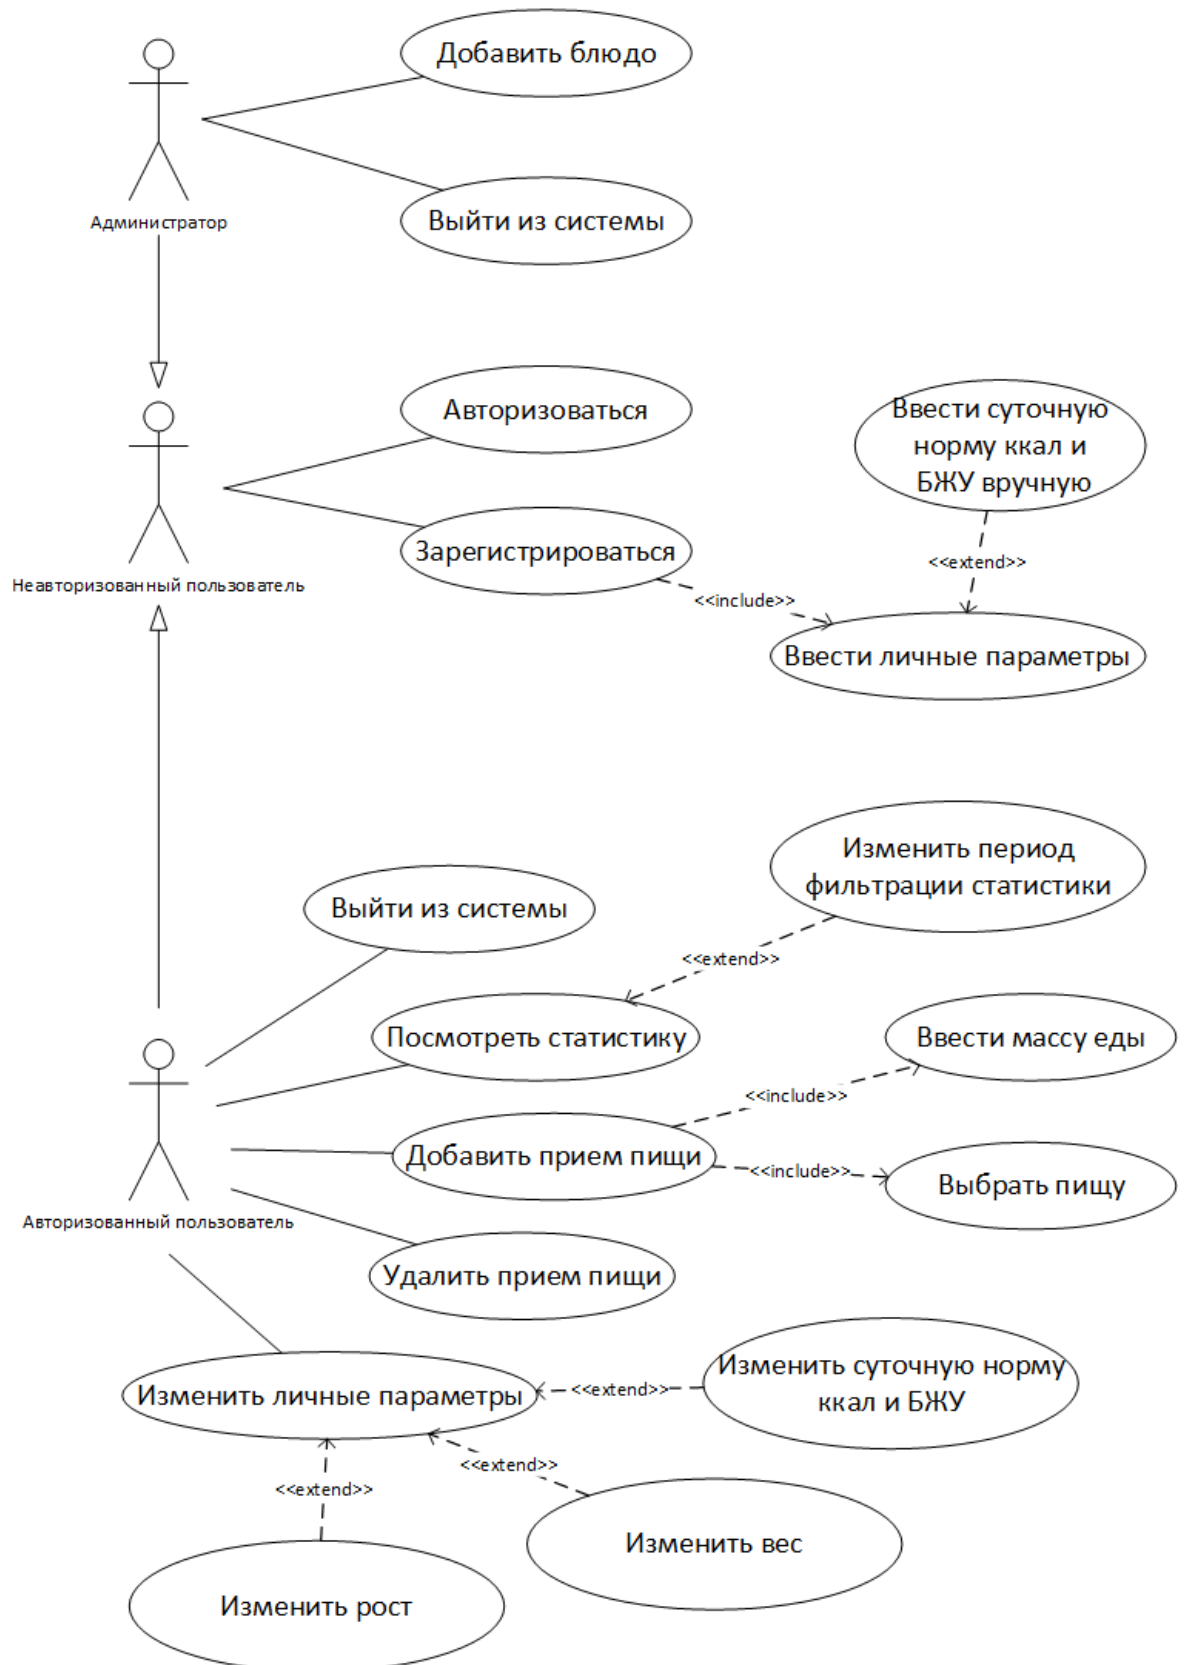 Добавить блюдо
Выйти из системы
Администратор
Авторизоваться
Ввести суточную
норму ккал и
БЖУ вручную
Зарегистрироваться
<<extend>>
Неавторизованный пользователь
<<include>>
Ввести личные параметры
Изменить период
фильтрации статистики
Выйти из системы
<<extend>>
Посмотреть статистику
Ввести массу еды
<<include>>
Добавить прием пищи
<<include>>
Выбрать пищу
Авторизованный пользователь
Удалить прием пищи
Изменить суточную норму
ккал и БЖУ
Изменить личные параметры
<<extend>>
<<extend>>
<<extend>>
Изменить вес
Изменить рост